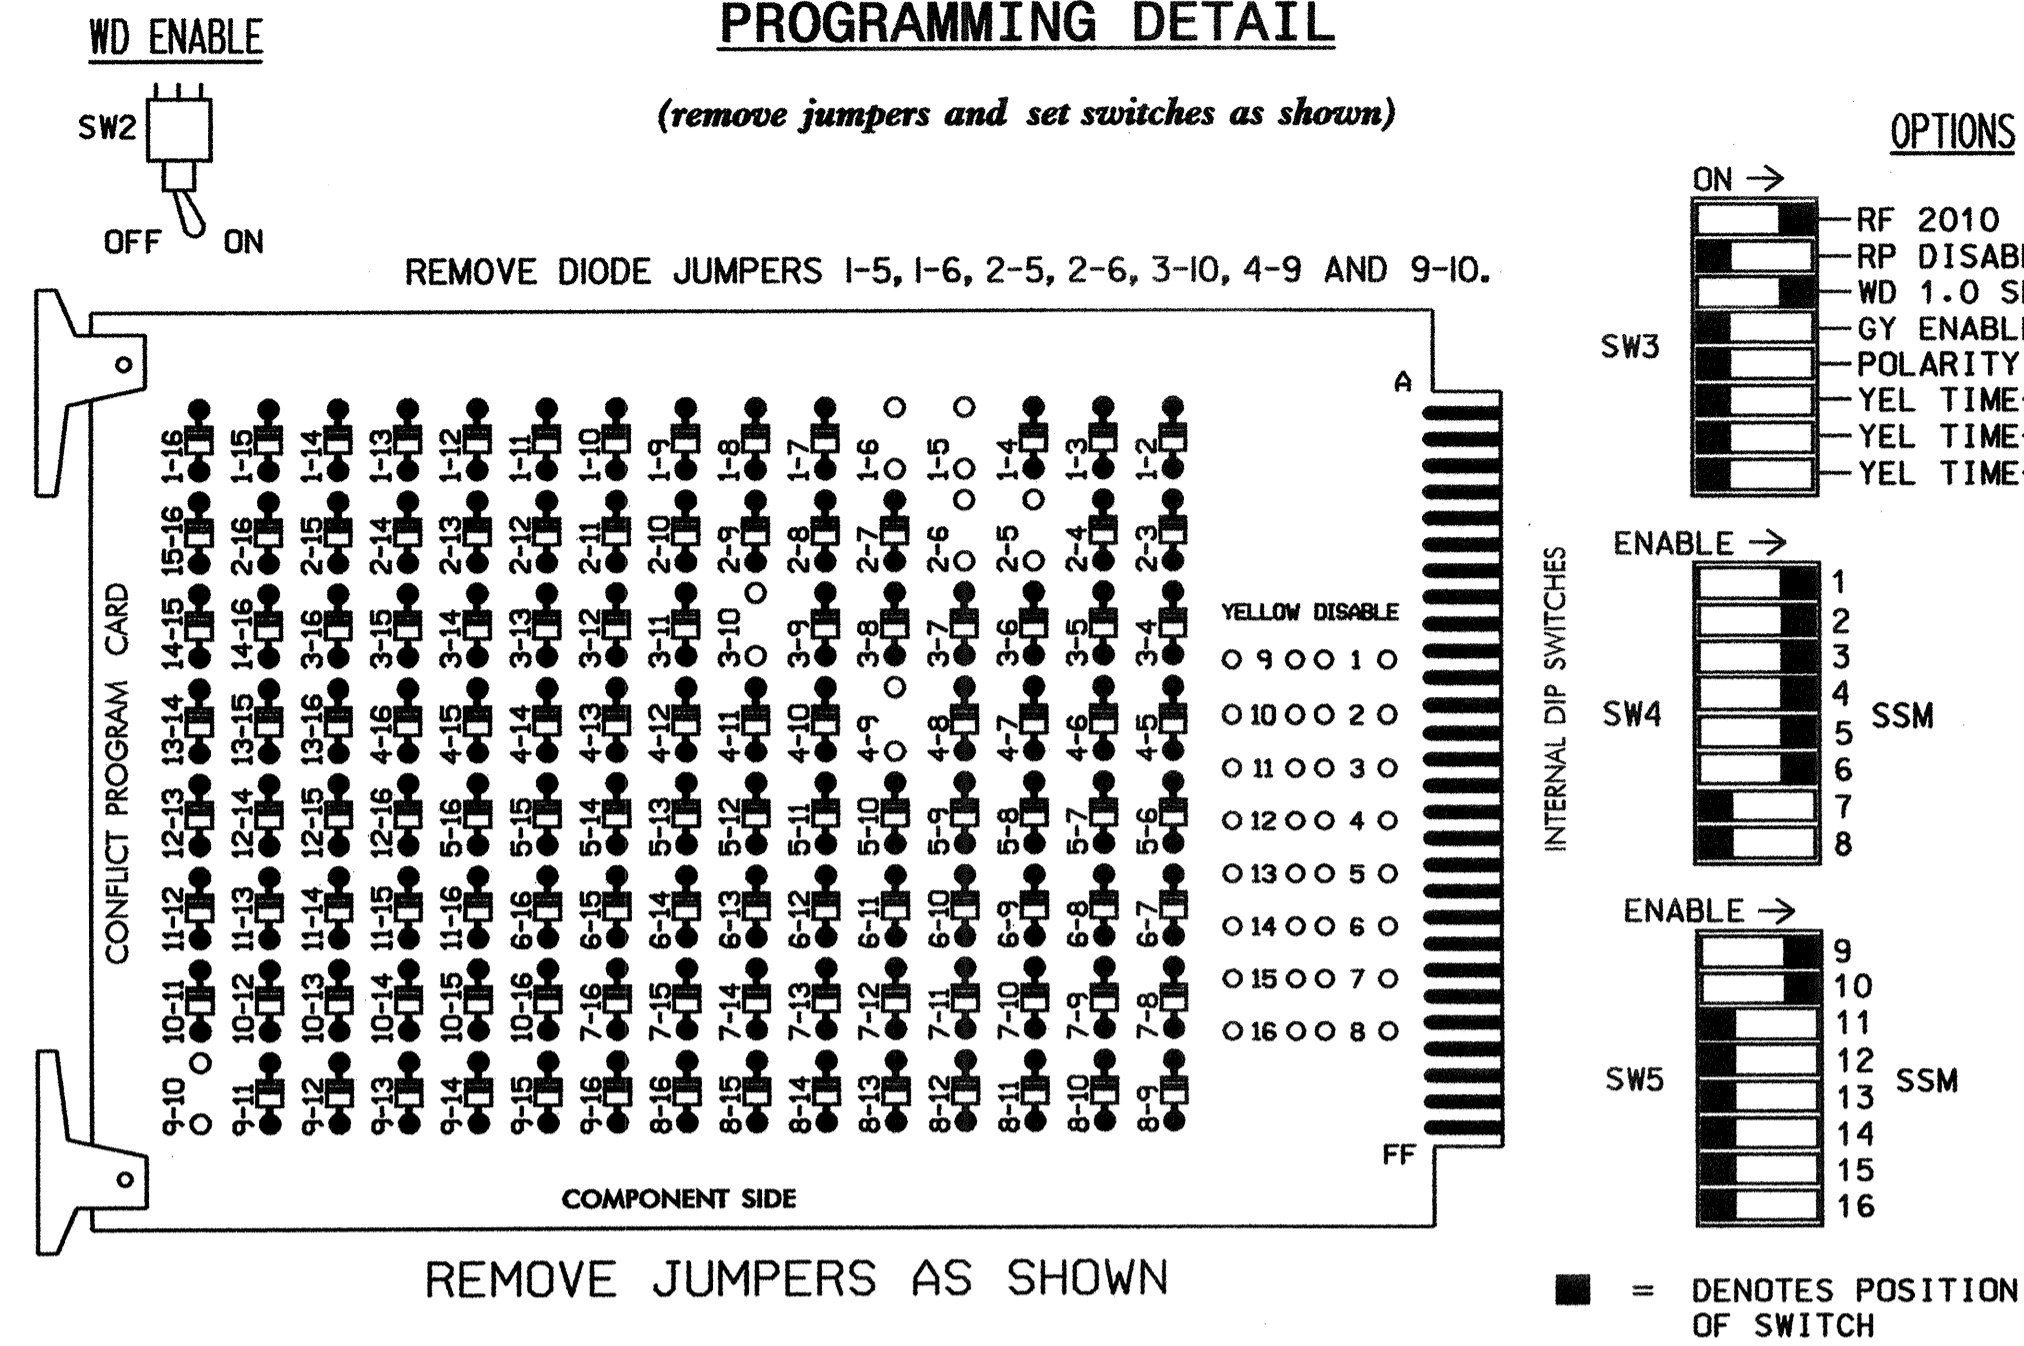 PROGRAMMING DETAIL
(remove jumpers and set switches as shown)
WD ENABLE
SW2
OFF ON
REMOVE DIODE JUMPERS 1-5, 1-6, 2-5, 2-6, 3-10, 4-9 AND 9-10.
CONFLICT PROGRAM CARD
1-16 1-15 1-14 1-13 1-12 1-11 1-10 1-9 1-8 1-7 1-6 1-5 1-4 1-3 1-2
15-16 2-16 2-15 2-14 2-13 2-12 2-11 2-10 2-9 2-8 2-7 2-6 2-5 2-4 2-3
14-15 14-16 3-16 3-15 3-14 3-13 3-12 3-11 3-10 3-9 3-8 3-7 3-6 3-5 3-4
13-14 13-15 13-16 4-16 4-15 4-14 4-13 4-12 4-11 4-10 4-9 4-8 4-7 4-6 4-5
12-13 12-14 12-15 12-16 5-16 5-15 5-14 5-13 5-12 5-11 5-10 5-9 5-8 5-7 5-6
11-12 11-13 11-14 11-15 11-16 6-16 6-15 6-14 6-13 6-12 6-11 6-10 6-9 6-8 6-7
10-11 10-12 10-13 10-14 10-15 10-16 7-16 7-15 7-14 7-13 7-12 7-11 7-10 7-9 7-8
9-10 9-11 9-12 9-13 9-14 9-15 9-16 8-16 8-15 8-14 8-13 8-12 8-11 8-10 8-9
YELLOW DISABLE
9 1
10 2
11 3
12 4
13 5
14 6
15 7
16 8
A
FF
COMPONENT SIDE
REMOVE JUMPERS AS SHOWN
INTERNAL DIP SWITCHES
OPTIONS
ON →
SW3
RF 2010
RP DISABL
WD 1.0 S
GY ENABL
POLARITY
YEL TIME-
YEL TIME-
YEL TIME-
ENABLE →
SW4
1
2
3
4
5
6
7
8
SSM
ENABLE →
SW5
9
10
11
12
13
14
15
16
SSM
= DENOTES POSITION
OF SWITCH